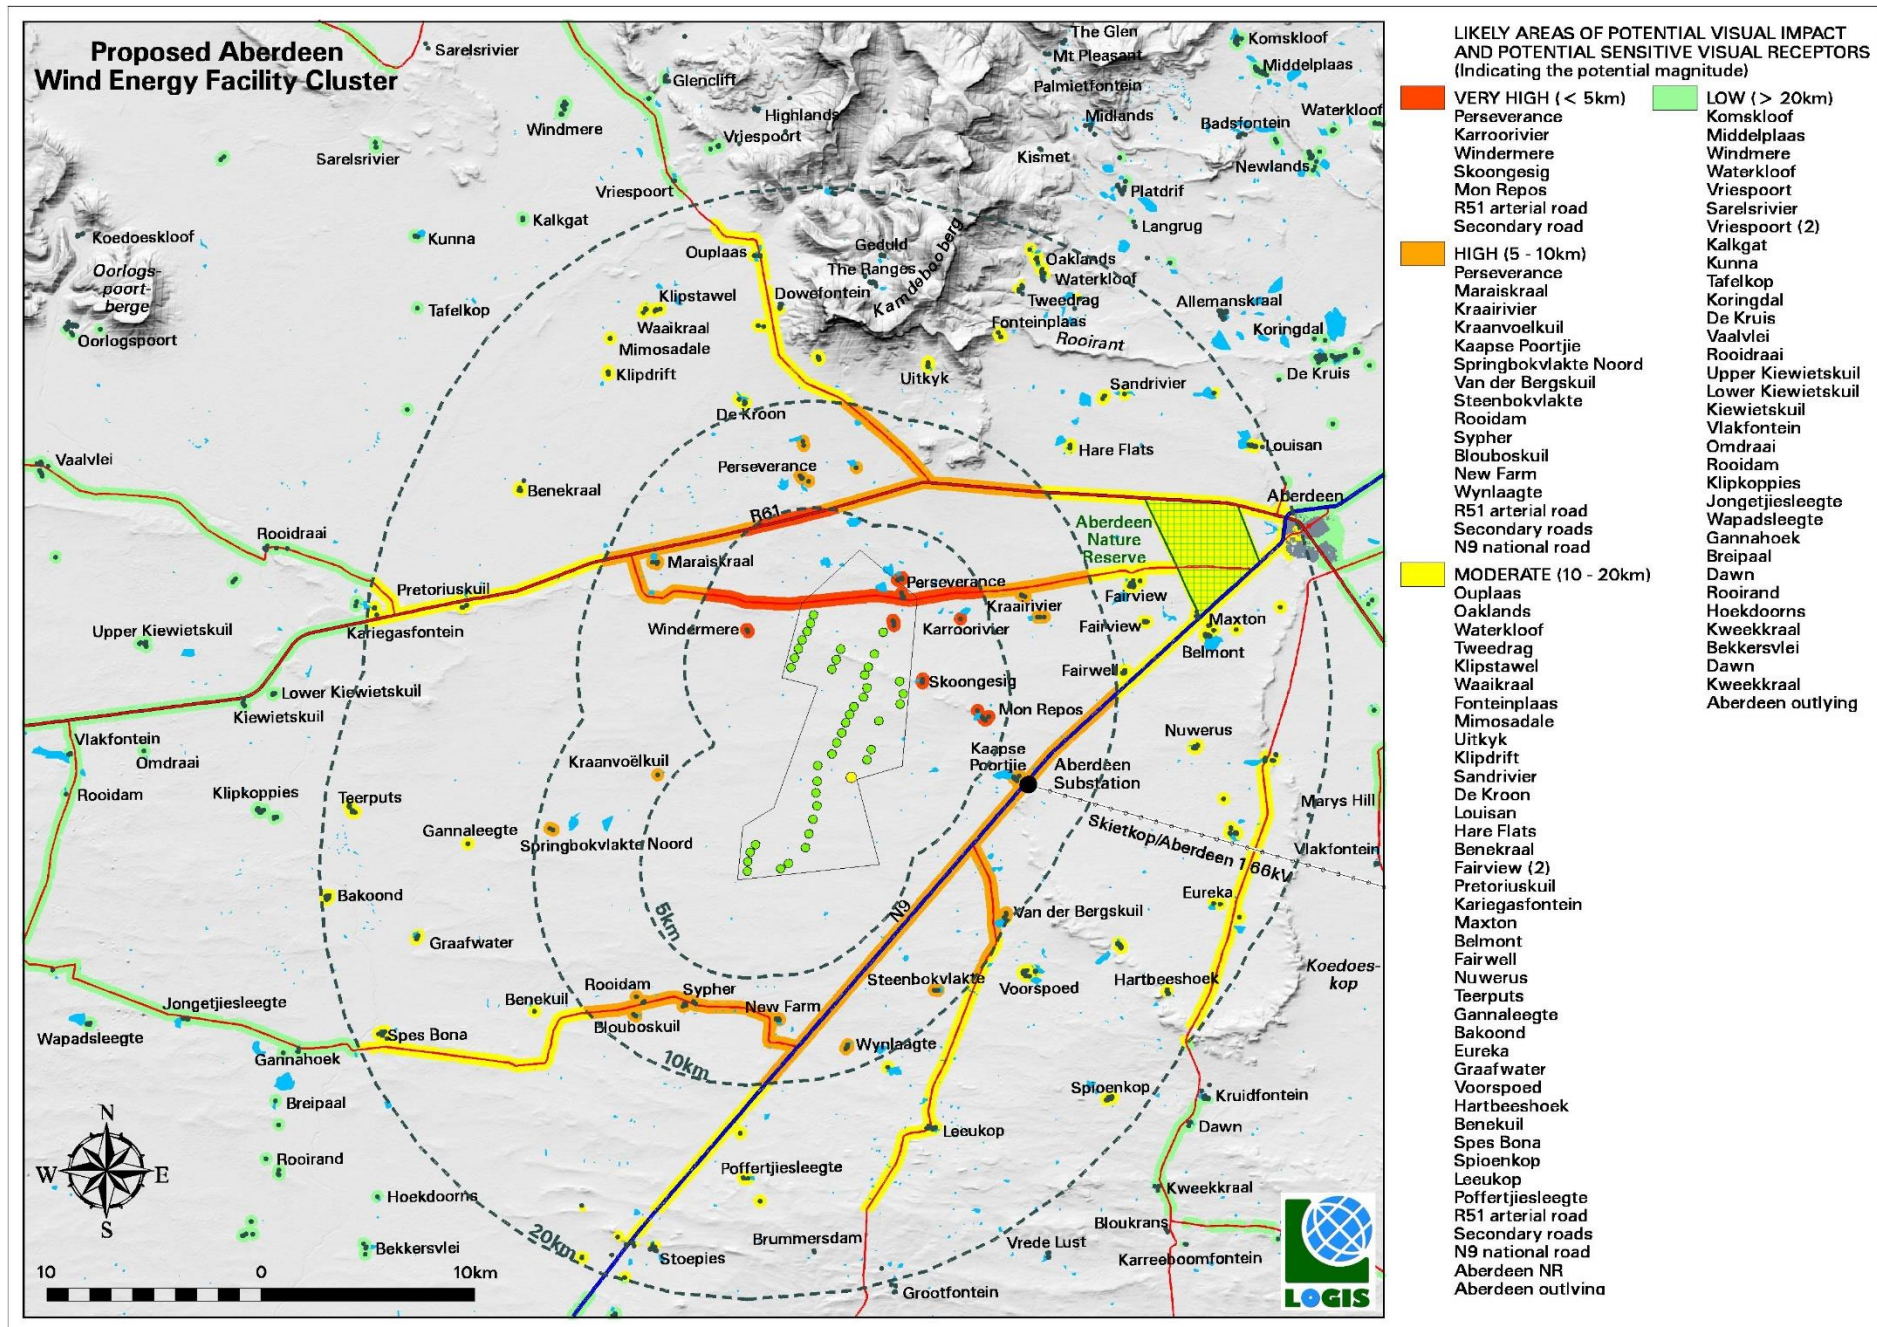 Proposed Aberdeen
Wind Energy Facility Cluster
Sarelsrivier
The Glen
Mt Pleasant
Komskloof
Middelplaas
Glencliff
Palmietfontein
Windmere
Highlands
Midlands
Waterkloof
Badsfontein
Vriespoort
Sarelsrivier
Kismet
Newlands
Vriespoort
Platdrif
Kalkgat
Langrug
Koedoeskloof
Kunna
Oorlogs-
poort-
berge
Ouplaas
Geduld
The Ranges
Kamdebooberg
Oaklands
Waterkloof
Klipstawel
Dowefontein
Tweedrag
Allemanskraal
Tafelkop
Waaikraal
Fonteinplaas
Koringdal
Oorlogspoort
Mimosadale
Rooirant
Klipdrift
Uitkyk
Sandrivier
De Kruis
De Kroon
Hare Flats
Louisan
Vaalvlei
Perseverance
Benekraal
Aberdeen
R61
Aberdeen
Nature
Reserve
Rooidraai
Maraiskraal
Pretoriuskuil
Perseverance
Kraairivier
Fairview
Upper Kiewietskuil
Kariegasfontein
Windermere
Karroorivier
Fairview
Maxton
Belmont
Fairwell
Lower Kiewietskuil
Skoongesig
Kiewietskuil
Mon Repos
Vlakfontein
Omdraai
Nuwerus
Kraanvoëlkuil
Kaapse
Poortjie
Aberdeen
Substation
Rooidam
Klipkoppies
Teerputs
Marys Hill
Gannaleegte
Springbokvlakte Noord
Skietkop/Aberdeen 1 66kV
Vlakfontein
Bakoond
Eureka
5km
N9
Van der Bergskuil
Graafwater
Koedoes-
kop
Rooidam
Sypher
Steenbokvlakte
Voorspoed
Hartbeeshoek
Jongetjiesleegte
Benekuil
New Farm
Blouboskuil
Wapadsleegte
Spes Bona
Wynlaagte
Gannahoek
10km
Spioenkop
Kruidfontein
Breipaal
Dawn
Leeukop
N
W
E
S
Rooirand
Poffertjiesleegte
Hoekdoorns
Kweekkraal
20km
Bloukrans
Bekkersvlei
Stoepies
Brummersdam
Vrede Lust
Karreeboomfontein
10 0 10km
Grootfontein
LOGIS
LIKELY AREAS OF POTENTIAL VISUAL IMPACT
AND POTENTIAL SENSITIVE VISUAL RECEPTORS
(Indicating the potential magnitude)
VERY HIGH (< 5km)
Perseverance
Karroorivier
Windermere
Skoongesig
Mon Repos
R51 arterial road
Secondary road
HIGH (5 - 10km)
Perseverance
Maraiskraal
Kraairivier
Kraanvoelkuil
Kaapse Poortjie
Springbokvlakte Noord
Van der Bergskuil
Steenbokvlakte
Rooidam
Sypher
Blouboskuil
New Farm
Wynlaagte
R51 arterial road
Secondary roads
N9 national road
MODERATE (10 - 20km)
Ouplaas
Oaklands
Waterkloof
Tweedrag
Klipstawel
Waaikraal
Fonteinplaas
Mimosadale
Uitkyk
Klipdrift
Sandrivier
De Kroon
Louisan
Hare Flats
Benekraal
Fairview (2)
Pretoriuskuil
Kariegasfontein
Maxton
Belmont
Fairwell
Nuwerus
Teerputs
Gannaleegte
Bakoond
Eureka
Graafwater
Voorspoed
Hartbeeshoek
Benekuil
Spes Bona
Spioenkop
Leeukop
Poffertjiesleegte
R51 arterial road
Secondary roads
N9 national road
Aberdeen NR
Aberdeen outlying
LOW (> 20km)
Komskloof
Middelplaas
Windmere
Waterkloof
Vriespoort
Sarelsrivier
Vriespoort (2)
Kalkgat
Kunna
Tafelkop
Koringdal
De Kruis
Vaalvlei
Rooidraai
Upper Kiewietskuil
Lower Kiewietskuil
Kiewietskuil
Vlakfontein
Omdraai
Rooidam
Klipkoppies
Jongetjiesleegte
Wapadsleegte
Gannahoek
Breipaal
Dawn
Rooirand
Hoekdoorns
Kweekkraal
Bekkersvlei
Dawn
Kweekkraal
Aberdeen outlying